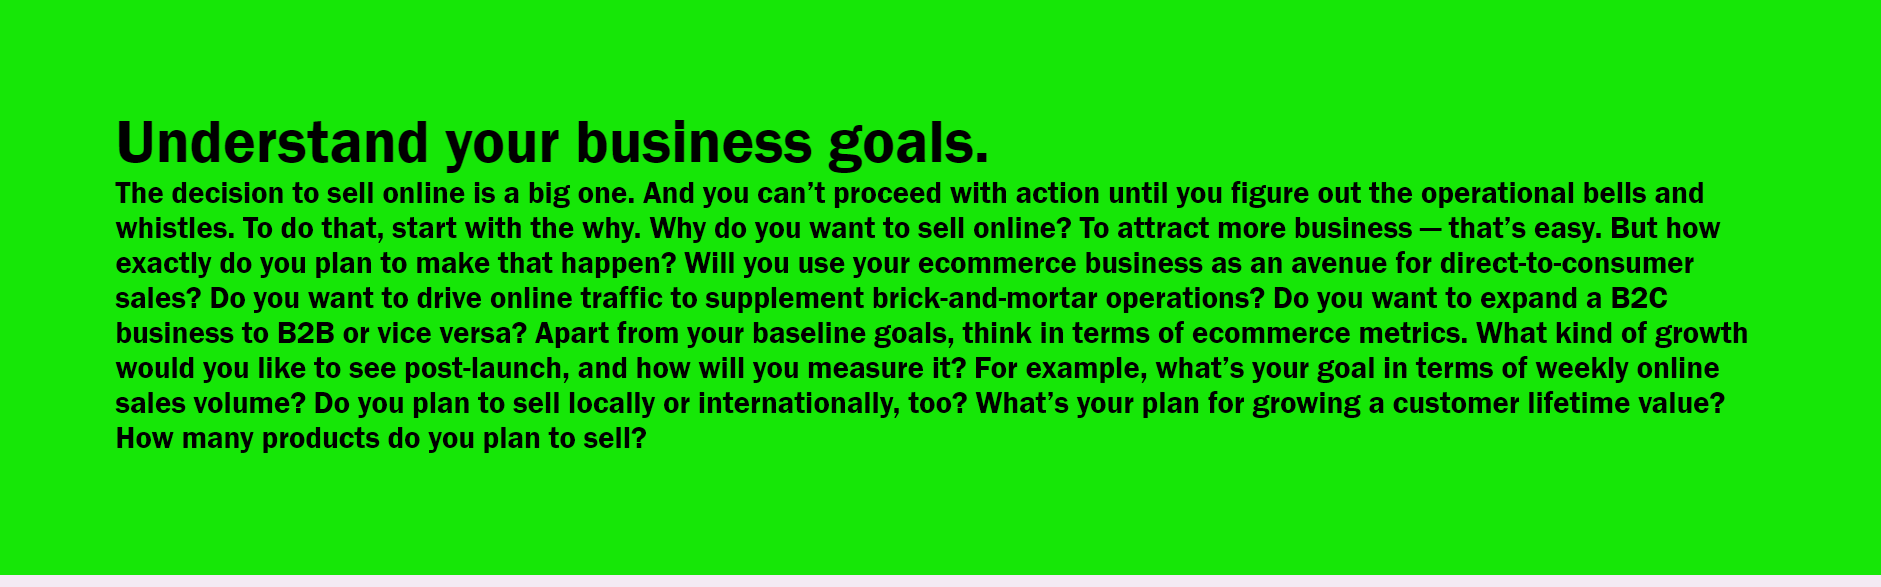 Understand your business goals.
The decision to sell online is a big one. And you can’t proceed with action until you figure out the operational bells and
whistles. To do that, start with the why. Why do you want to sell online? To attract more business — that’s easy. But how
exactly do you plan to make that happen? Will you use your ecommerce business as an avenue for direct-to-consumer
sales? Do you want to drive online traffic to supplement brick-and-mortar operations? Do you want to expand a B2C
business to B2B or vice versa? Apart from your baseline goals, think in terms of ecommerce metrics. What kind of growth
would you like to see post-launch, and how will you measure it? For example, what’s your goal in terms of weekly online
sales volume? Do you plan to sell locally or internationally, too? What’s your plan for growing a customer lifetime value?
How many products do you plan to sell?